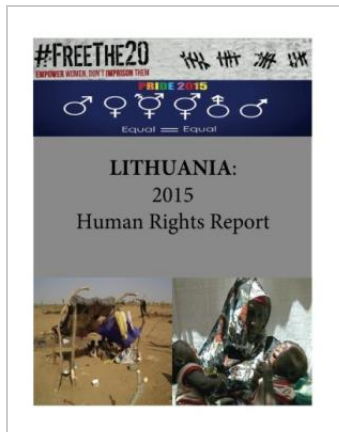 #FREETHE20
EMPOWER WOMEN, DON'T IMPRISON THEM
PRIDE 2015
Equal = Equal
LITHUANIA:
2015
Human Rights Report